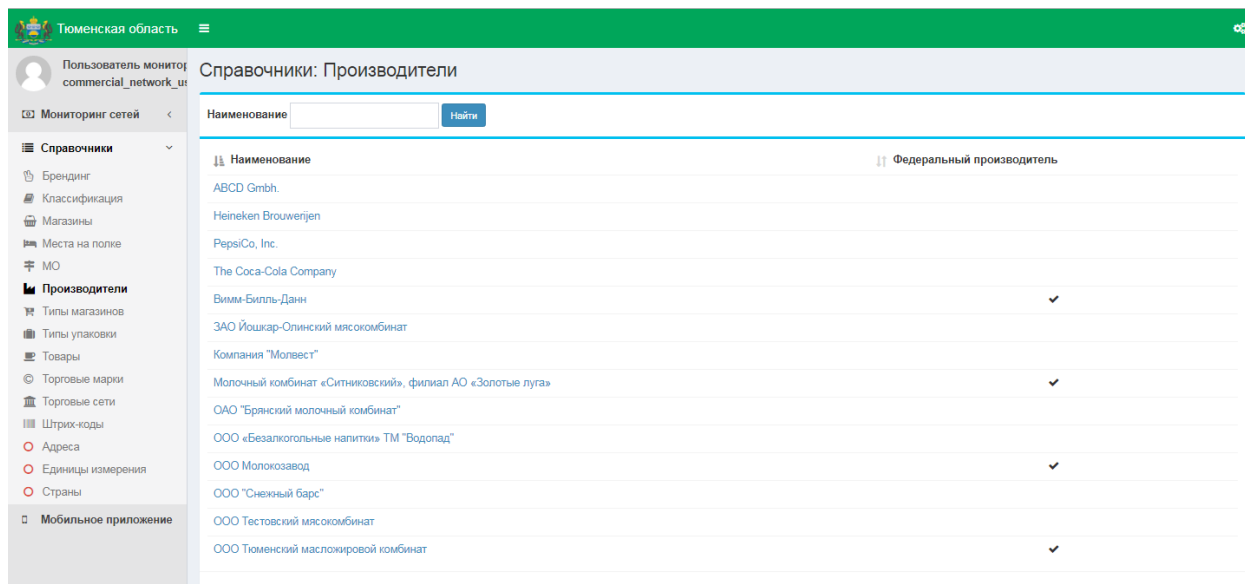 Тюменская область
Пользователь монитор
commercial_network_us
Мониторинг сетей
Справочники
Брендинг
Классификация
Магазины
Места на полке
МО
Производители
Типы магазинов
Типы упаковки
Товары
Торговые марки
Торговые сети
Штрих-коды
Адреса
Единицы измерения
Страны
Мобильное приложение
Справочники: Производители
Наименование Найти
Наименование Федеральный производитель
ABCD Gmbh.
Heineken Brouwerijen
PepsiCo, Inc.
The Coca-Cola Company
Вимм-Билль-Данн
ЗАО Йошкар-Олинский мясокомбинат
Компания "Молвест"
Молочный комбинат «Ситниковский», филиал АО «Золотые луга»
ОАО "Брянский молочный комбинат"
ООО «Безалкогольные напитки» ТМ "Водопад"
ООО Молокозавод
ООО "Снежный барс"
ООО Тестовский мясокомбинат
ООО Тюменский масложировой комбинат